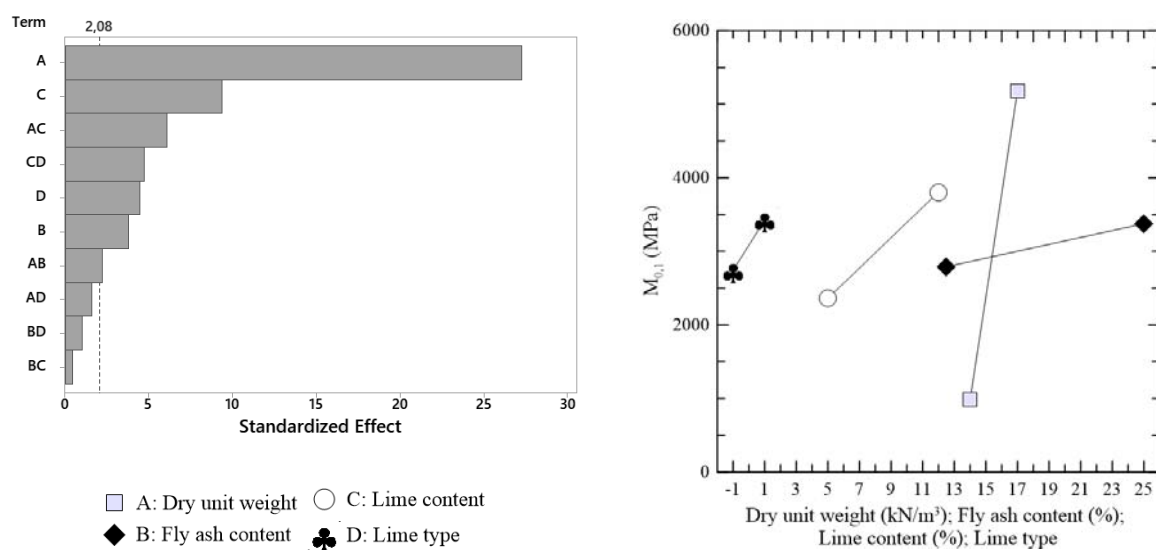 Term
2,08
A
C
AC
CD
D
B
AB
AD
BD
BC
0 5 10 15 20 25 30
Standardized Effect
6000
4000
2000
0
M0,1 (MPa)
-1 1 3 5 7 9 11 13 15 17 19 21 23 25
Dry unit weight (kN/m³); Fly ash content (%);
Lime content (%); Lime type
A: Dry unit weight C: Lime content
B: Fly ash content D: Lime type